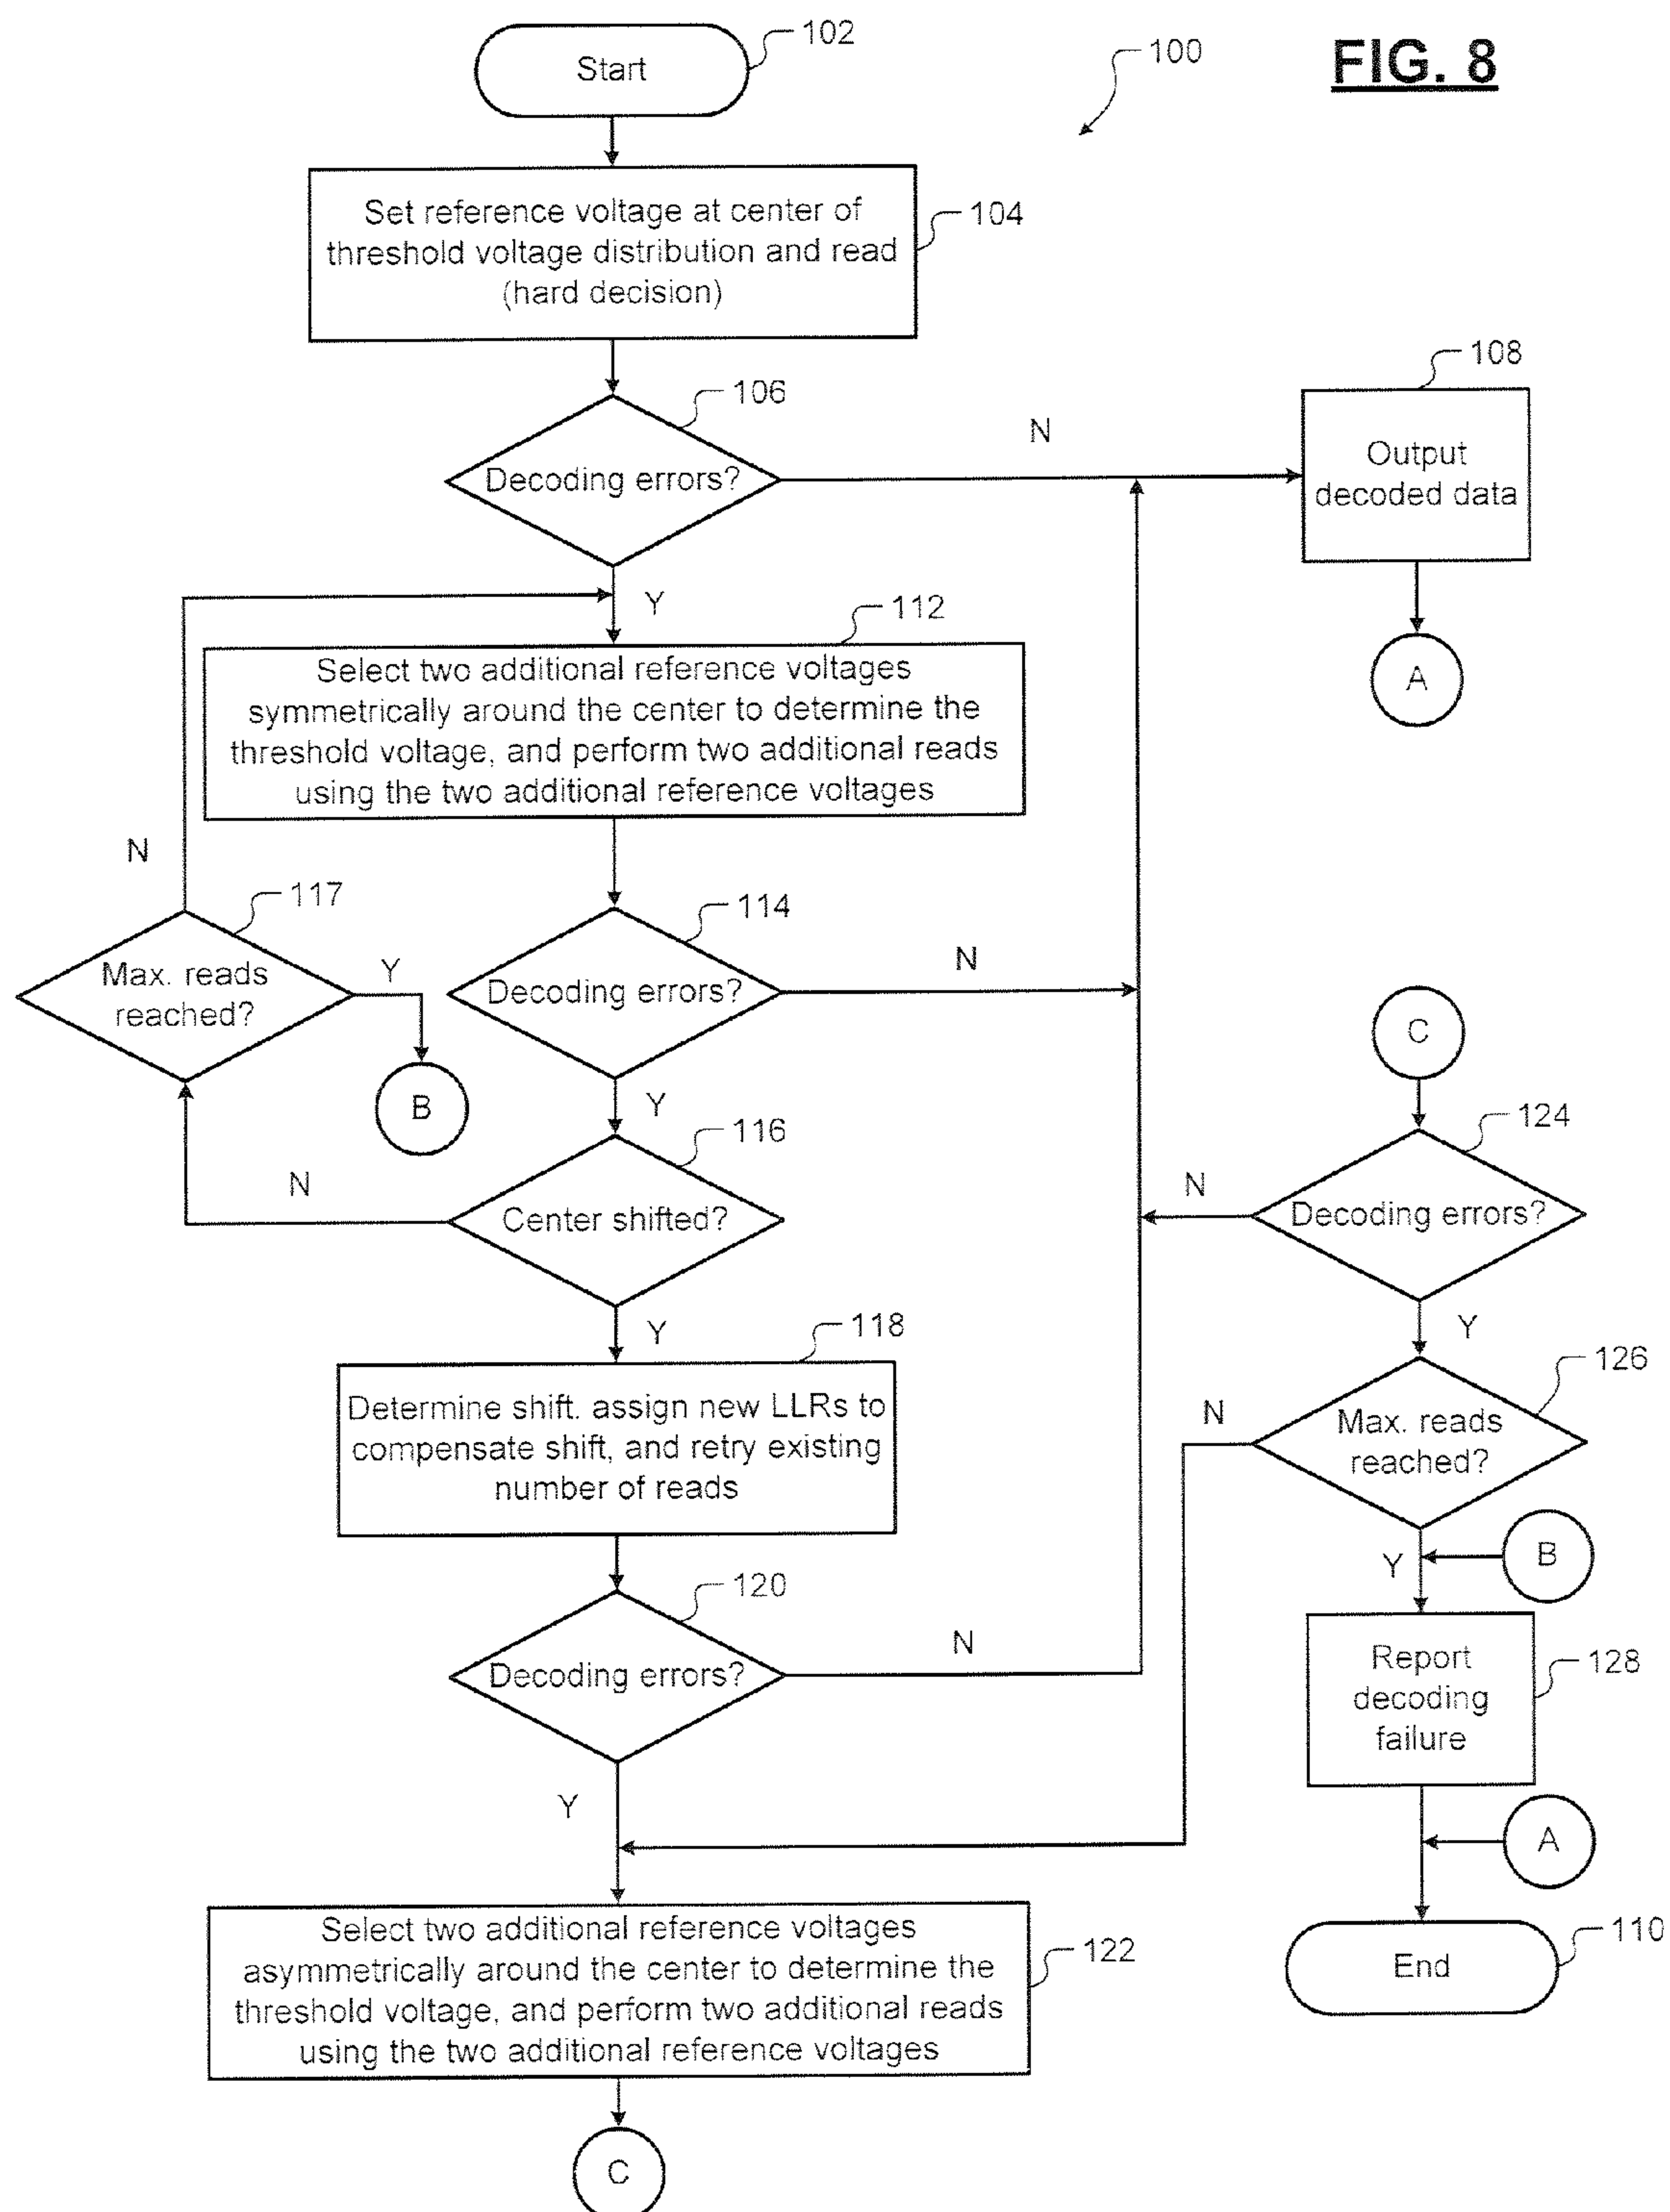 FIG. 8
100
102
Start
Set reference voltage at center of
threshold voltage distribution and read
(hard decision)
104
106
Decoding errors?
N
Y
108
Output
decoded data
A
112
Select two additional reference voltages
symmetrically around the center to determine the
threshold voltage, and perform two additional reads
using the two additional reference voltages
N
117
Max. reads
reached?
Y
B
114
Decoding errors?
N
Y
116
Center shifted?
N
Y
118
Determine shift. assign new LLRs to
compensate shift, and retry existing
number of reads
120
Decoding errors?
N
Y
122
Select two additional reference voltages
asymmetrically around the center to determine the
threshold voltage, and perform two additional reads
using the two additional reference voltages
C
C
124
Decoding errors?
N
Y
126
Max. reads
reached?
N
Y
B
Report
decoding
failure
128
A
End
110